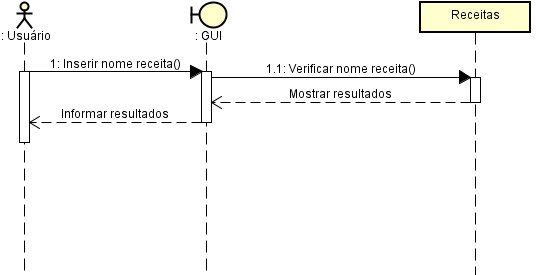 Receitas
: Usuário
: GUI
1: Inserir nome receita()
1.1: Verificar nome receita()
Mostrar resultados
Informar resultados